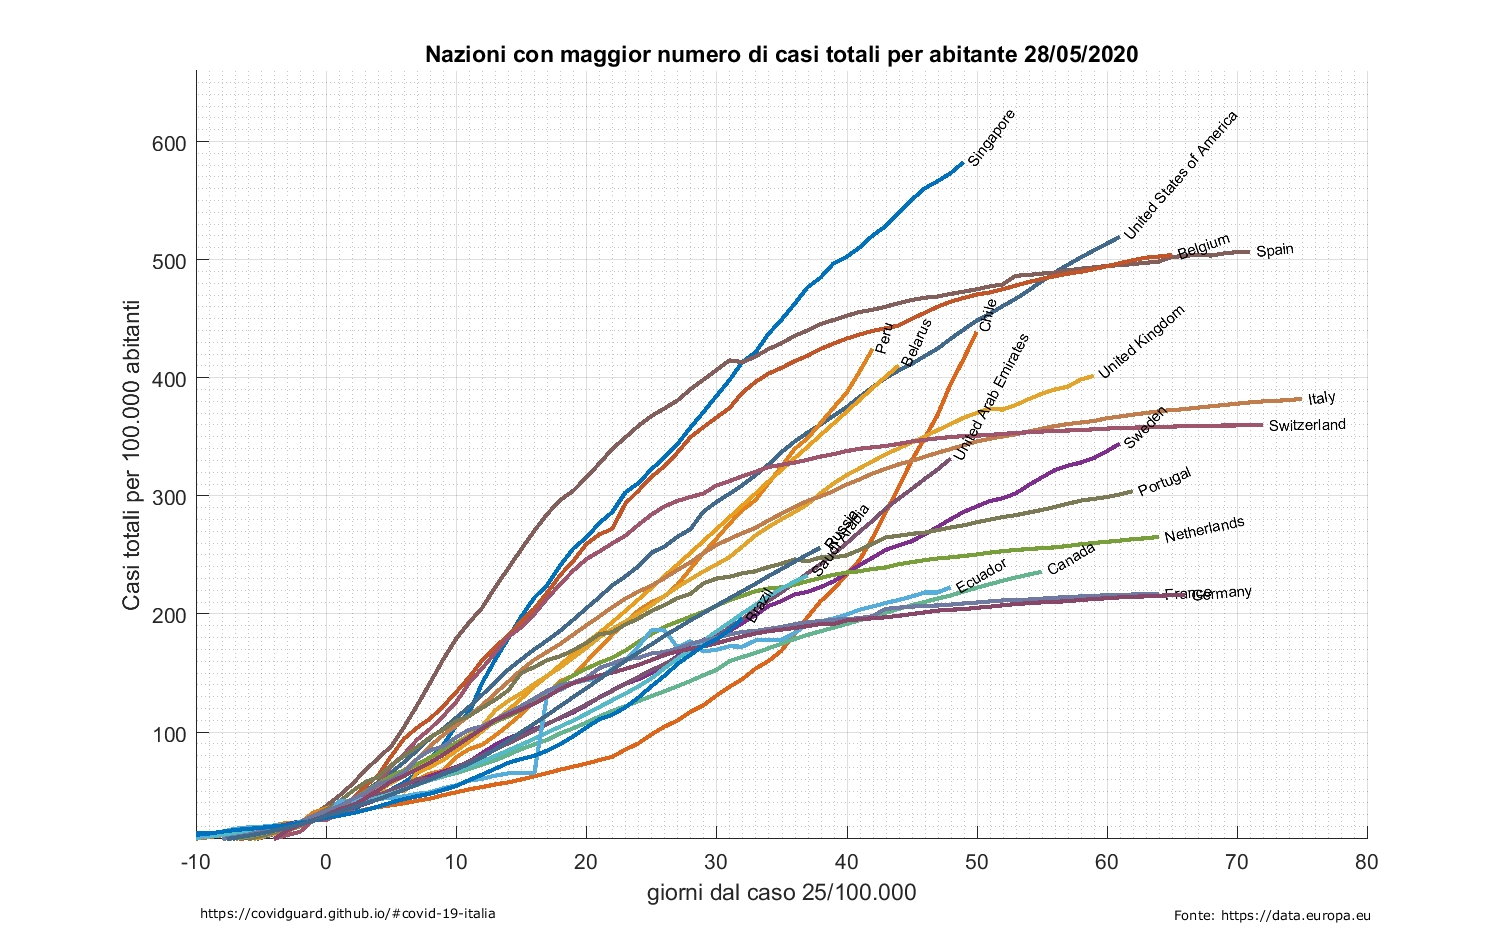 Nazioni con maggior numero di casi totali per abitante 28/05/2020
Casi totali per 100.000 abitanti
600
500
400
300
200
100
Singapore
United States of America
Belgium
Spain
Chile
Peru
Belarus
United Kingdom
United Arab Emirates
Italy
Switzerland
Sweden
Portugal
Russia
Saudi Arabia
Netherlands
Canada
Ecuador
Brazil
France
Germany
-10
0
10
20
30
40
50
60
70
80
giorni dal caso 25/100.000
https://covidguard.github.io/#covid-19-italia
Fonte: https://data.europa.eu